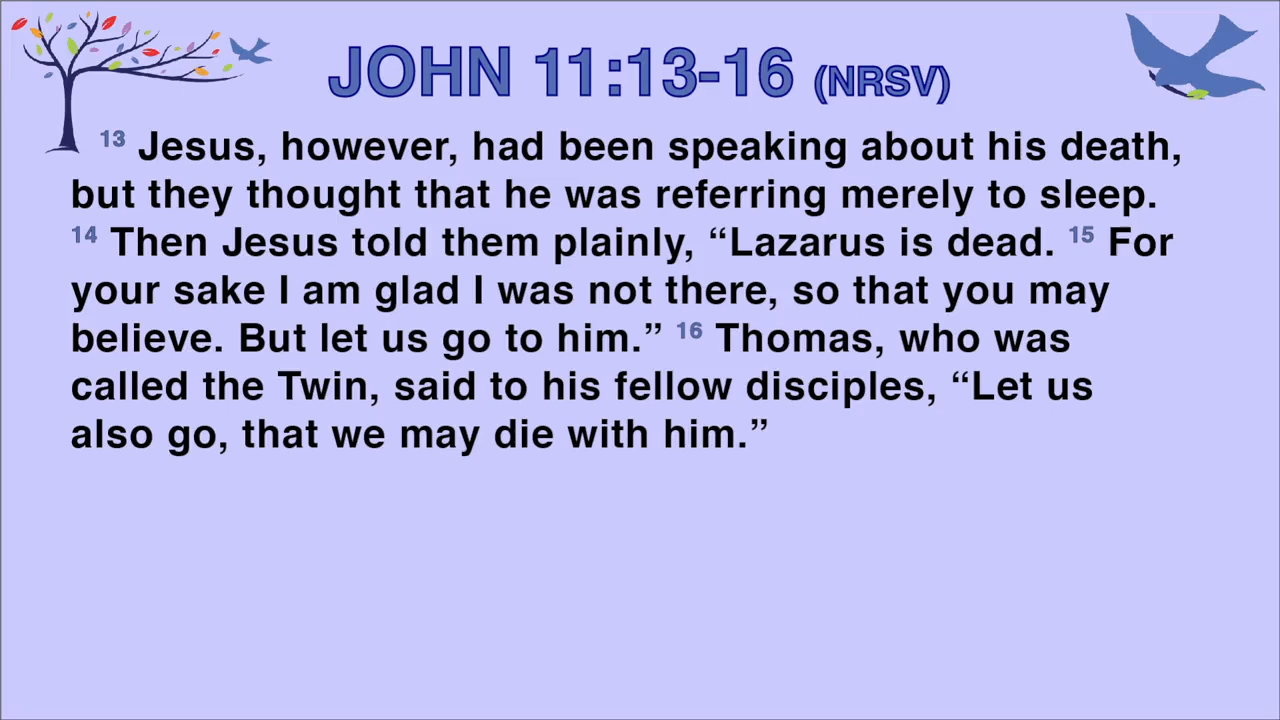 JOHN 11:13-16 (NRSV)
13 Jesus, however, had been speaking about his death,
but they thought that he was referring merely to sleep.
14 Then Jesus told them plainly, “Lazarus is dead. 15 For
your sake I am glad I was not there, so that you may
believe. But let us go to him.” 16 Thomas, who was
called the Twin, said to his fellow disciples, “Let us
also go, that we may die with him.”